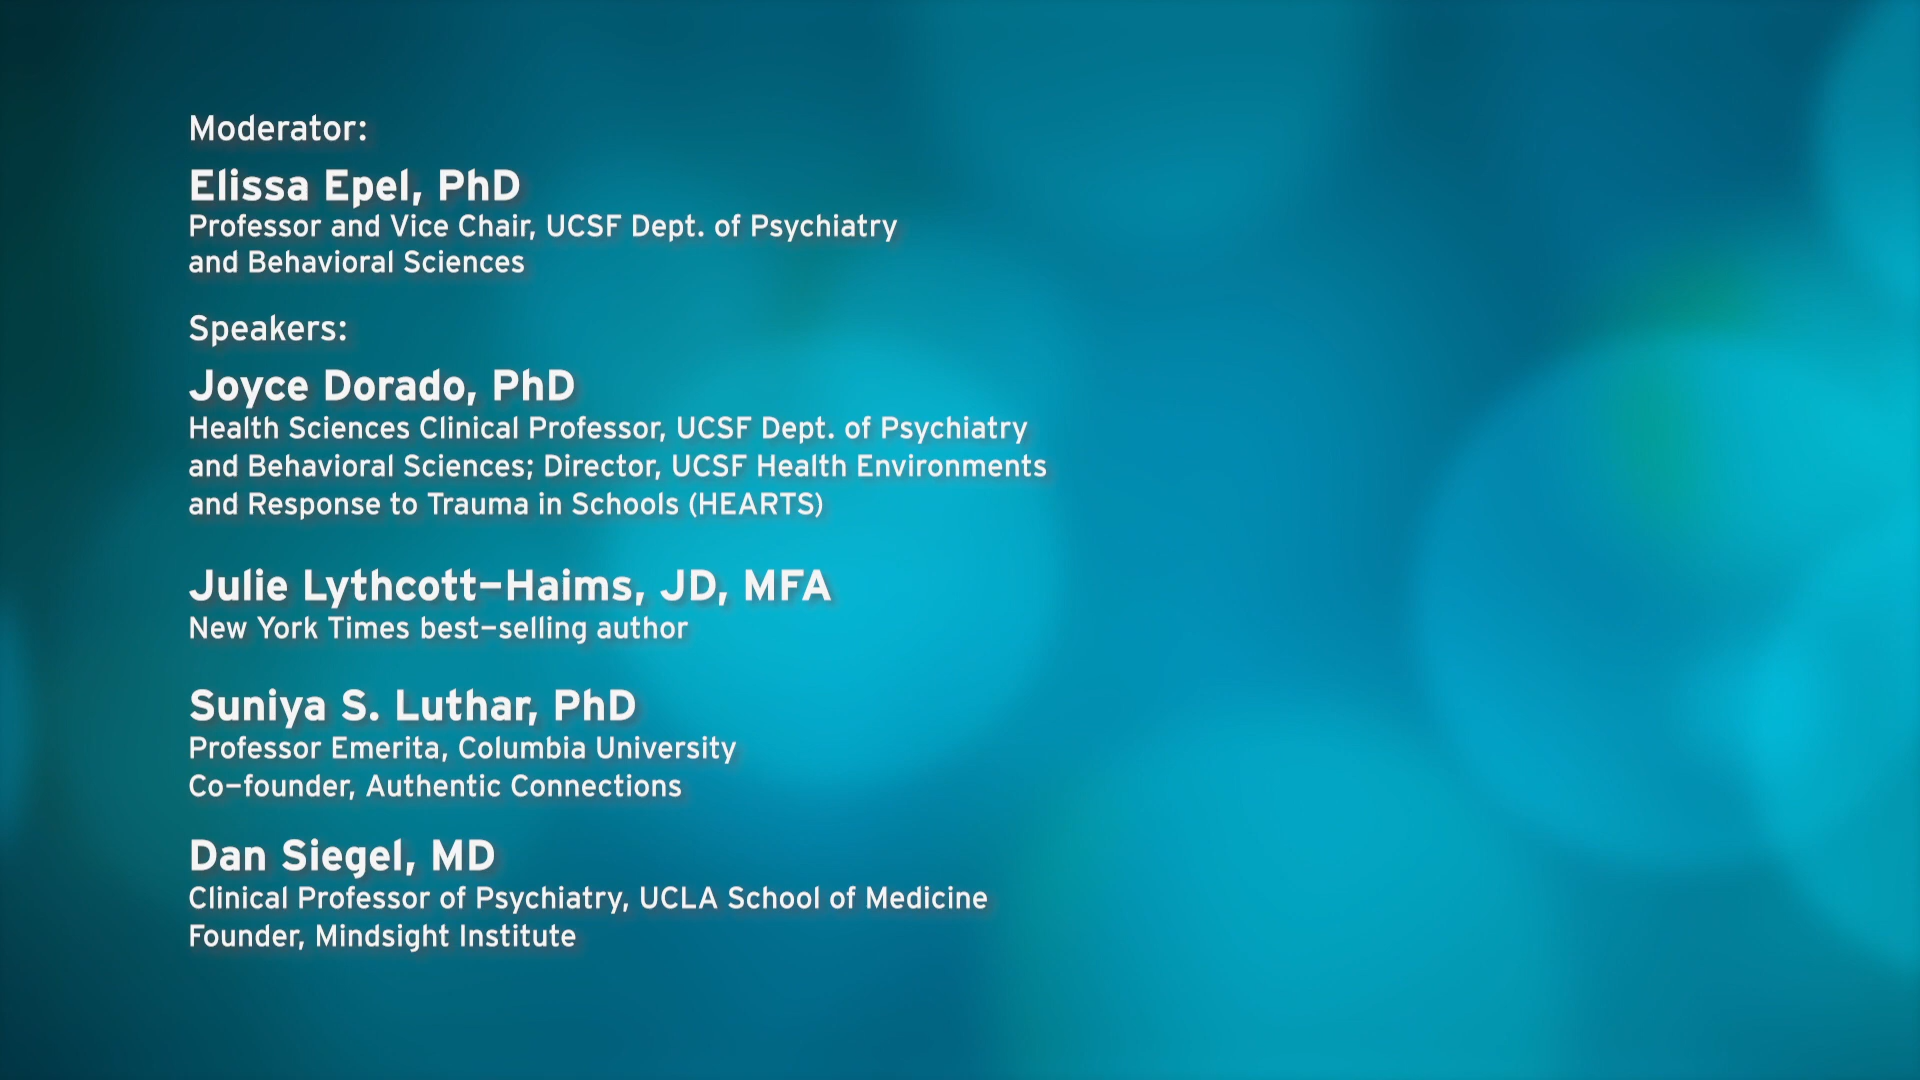 Moderator:
Elissa Epel, PhD
Professor and Vice Chair, UCSF Dept. of Psychiatry
and Behavioral Sciences
Speakers:
Joyce Dorado, PhD
Health Sciences Clinical Professor, UCSF Dept. of Psychiatry
and Behavioral Sciences; Director, UCSF Health Environments
and Response to Trauma in Schools (HEARTS)
Julie Lythcott–Haims, JD, MFA
New York Times best–selling author
Suniya S. Luthar, PhD
Professor Emerita, Columbia University
Co–founder, Authentic Connections
Dan Siegel, MD
Clinical Professor of Psychiatry, UCLA School of Medicine
Founder, Mindsight Institute